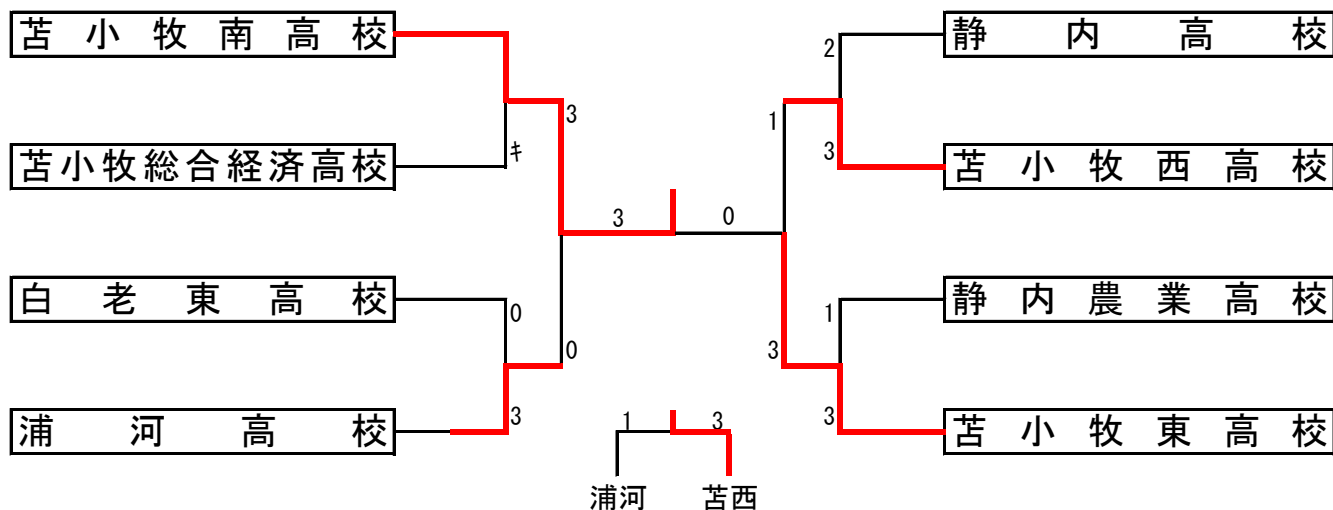 苫小牧南高校
静内高校
2
3
1
苫小牧総合経済高校
ｷ
3
苫小牧西高校
3
0
白老東高校
0
1
静内農業高校
0
3
浦河高校
3
1
3
3
苫小牧東高校
浦河
苫西